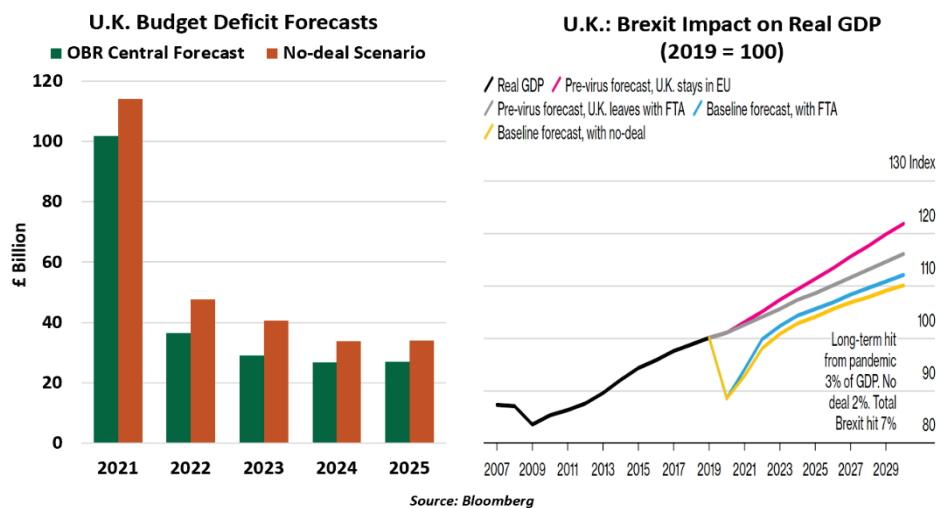 U.K. Budget Deficit Forecasts
OBR Central Forecast No-deal Scenario
120
100
80
60
40
20
0
£ Billion
2021 2022 2023 2024 2025
U.K.: Brexit Impact on Real GDP
(2019 = 100)
Real GDP Pre-virus forecast, U.K. stays in EU
Pre-virus forecast, U.K. leaves with FTA Baseline forecast, with FTA
Baseline forecast, with no-deal
130 Index
120
110
100
90
80
Long-term hit
from pandemic
3% of GDP. No
deal 2%. Total
Brexit hit 7%
2007 2009 2011 2013 2015 2017 2019 2021 2023 2025 2027 2029
Source: Bloomberg